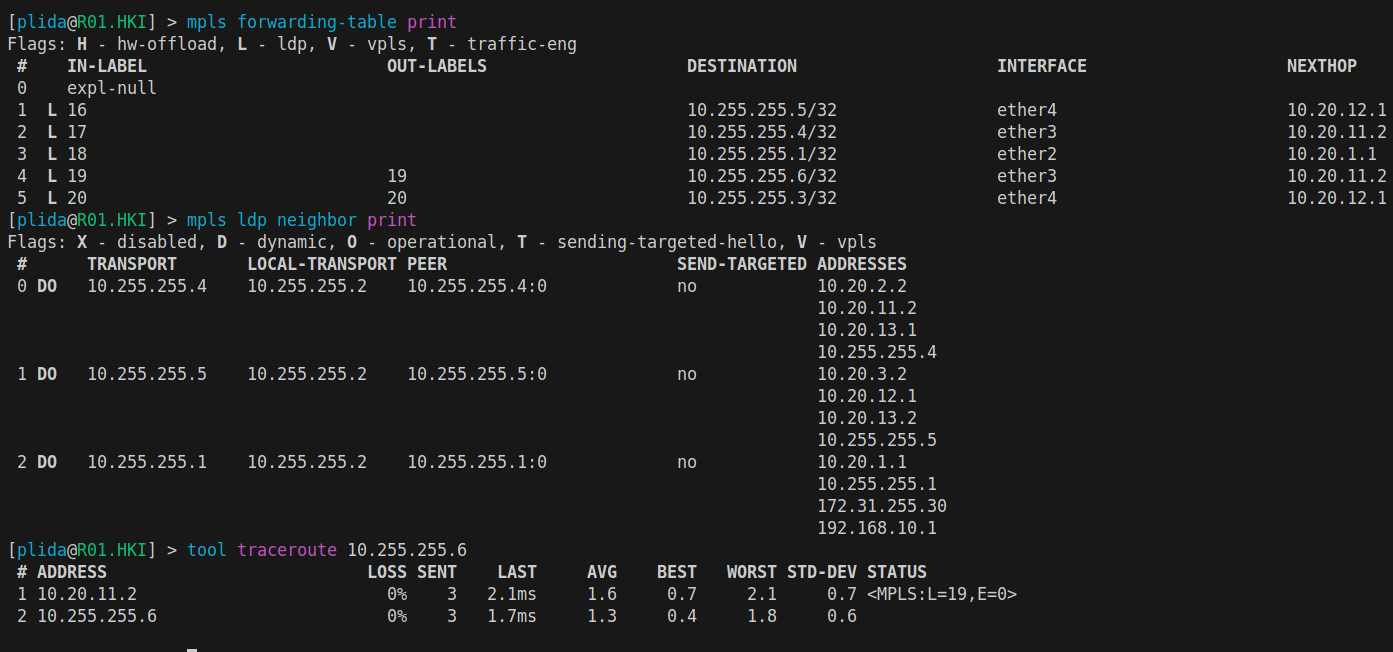 [plida@R01.HKI] > mpls forwarding-table print
Flags: H - hw-offload, L - ldp, V - vpls, T - traffic-eng
#    IN-LABEL    OUT-LABELS    DESTINATION    INTERFACE    NEXTHOP
0    expl-null
1  L 16    10.255.255.5/32    ether4    10.20.12.1
2  L 17    10.255.255.4/32    ether3    10.20.11.2
3  L 18    10.255.255.1/32    ether2    10.20.1.1
4  L 19    19    10.255.255.6/32    ether3    10.20.11.2
5  L 20    20    10.255.255.3/32    ether4    10.20.12.1
[plida@R01.HKI] > mpls ldp neighbor print
Flags: X - disabled, D - dynamic, O - operational, T - sending-targeted-hello, V - vpls
#    TRANSPORT    LOCAL-TRANSPORT PEER    SEND-TARGETED ADDRESSES
0 DO   10.255.255.4    10.255.255.2    10.255.255.4:0    no    10.20.2.2
10.20.11.2
10.20.13.1
10.255.255.4
1 DO   10.255.255.5    10.255.255.2    10.255.255.5:0    no    10.20.3.2
10.20.12.1
10.20.13.2
10.255.255.5
2 DO   10.255.255.1    10.255.255.2    10.255.255.1:0    no    10.20.1.1
10.255.255.1
172.31.255.30
192.168.10.1
[plida@R01.HKI] > tool traceroute 10.255.255.6
# ADDRESS    LOSS SENT    LAST    AVG    BEST    WORST STD-DEV STATUS
1 10.20.11.2    0%    3    2.1ms    1.6    0.7    2.1    0.7 <MPLS:L=19,E=0>
2 10.255.255.6    0%    3    1.7ms    1.3    0.4    1.8    0.6